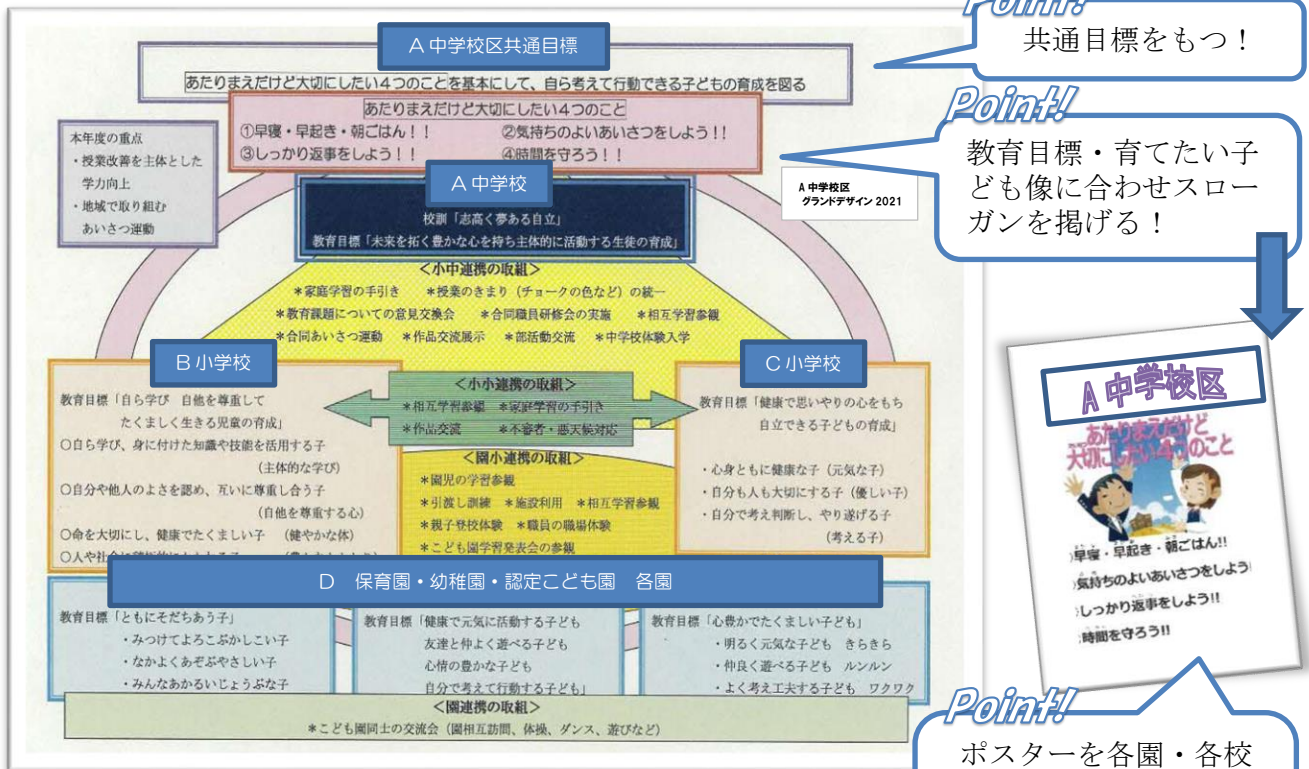 A 中学校区共通目標
あたりまえだけど大切にしたい４つのことを基本にして、自ら考えて行動できる子どもの育成を図る
あたりまえだけど大切にしたい４つのこと
①早寝・早起き・朝ごはん！！　②気持ちのよいあいさつをしよう!!
③しっかり返事をしよう！！　④時間を守ろう！！
本年度の重点
・授業改善を主体とした
学力向上
・地域で取り組む
あいさつ運動
A 中学校
校訓「志高く夢ある自立」
教育目標「未来を拓く豊かな心を持ち主体的に活動する生徒の育成」
A 中学校区
グランドデザイン 2021
＜小中連携の取組＞
＊家庭学習の手引き　＊授業のきまり（チョークの色など）の統一
＊教育課題についての意見交換会　＊合同職員研修会の実施　＊相互学習参観
＊合同あいさつ運動　＊作品交流展示　＊部活動交流　＊中学校体験入学
B 小学校
教育目標「自ら学び　自他を尊重して
たくましく生きる児童の育成」
○自ら学び、身に付けた知識や技能を活用する子
（主体的な学び）
○自分や他人のよさを認め、互いに尊重し合う子
（自他を尊重する心）
○命を大切にし、健康でたくましい子　（健やかな体）
○人や社会に
＜小小連携の取組＞
＊相互学習参観　＊家庭学習の手引き
＊作品交流　＊不審者・悪天候対応
＜園小連携の取組＞
＊園児の学習参観
＊引渡し訓練　＊施設利用　＊相互学習参観
＊親子登校体験　＊職員の職場体験
＊こども園学習発表会の参観
C 小学校
教育目標「健康で思いやりの心をもち
自立できる子どもの育成」
・心身ともに健康な子（元気な子）
・自分も人も大切にする子（優しい子）
・自分で考え判断し、やり遂げる子
（考える子）
D　保育園・幼稚園・認定こども園　各園
教育目標「ともにそだちあう子」
・みつけてよろこぶかしこい子
・なかよくあそぶやさしい子
・みんなあかるいじょうぶな子
教育目標「健康で元気に活動する子ども
友達と仲よく遊べる子ども
心情の豊かな子ども
自分で考えて行動する子ども」
教育目標「心豊かでたくましい子ども」
・明るく元気な子ども　きらきら
・仲良く遊べる子ども　ルンルン
・よく考え工夫する子ども　ワクワク
＜園連携の取組＞
＊こども園同士の交流会（園相互訪問、体操、ダンス、遊びなど）
Point!
共通目標をもつ！
Point!
教育目標・育てたい子
ども像に合わせスロー
ガンを掲げる！
A 中学校区
あたりまえだけど
大切にしたい4つのこと
早寝・早起き・朝ごはん!!
気持ちのよいあいさつをしよう
しっかり返事をしよう!!
時間を守ろう!!
Point!
ポスターを各園・各校